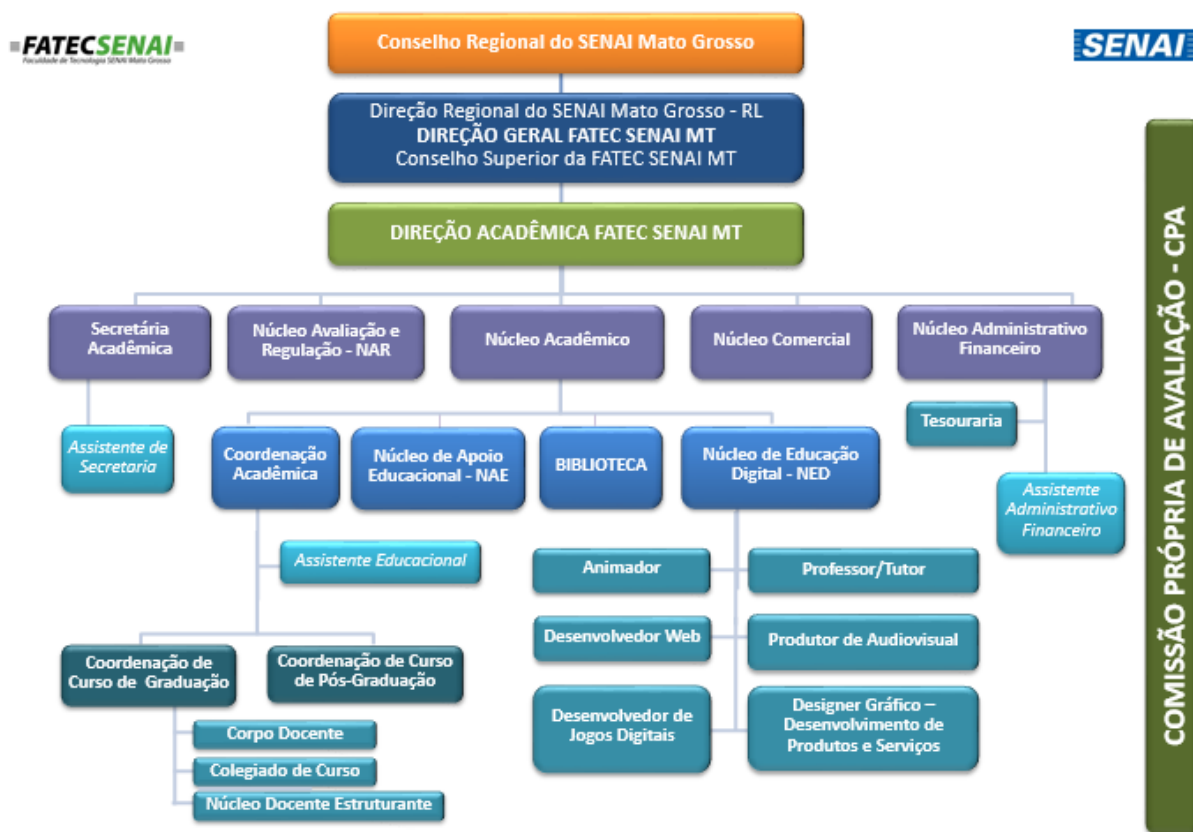 FATECSENAI
Faculdade de Tecnologia SENAI Mato Grosso
Conselho Regional do SENAI Mato Grosso
SENAI
Direção Regional do SENAI Mato Grosso - RL
DIREÇÃO GERAL FATEC SENAI MT
Conselho Superior da FATEC SENAI MT
DIREÇÃO ACADÊMICA FATEC SENAI MT
Secretária
Acadêmica
Núcleo Avaliação e
Regulação - NAR
Núcleo Acadêmico
Núcleo Comercial
Núcleo Administrativo
Financeiro
Assistente de
Secretaria
Coordenação
Acadêmica
Núcleo de Apoio
Educacional - NAE
BIBLIOTECA
Núcleo de Educação
Digital - NED
Tesouraria
Assistente
Administrativo
Financeiro
Assistente Educacional
Animador
Professor/Tutor
Desenvolvedor Web
Produtor de Audiovisual
Desenvolvedor de
Jogos Digitais
Designer Gráfico –
Desenvolvimento de
Produtos e Serviços
Coordenação de
Curso de Graduação
Coordenação de Curso
de Pós-Graduação
Corpo Docente
Colegiado de Curso
Núcleo Docente Estruturante
COMISSÃO PRÓPRIA DE AVALIAÇÃO - CPA